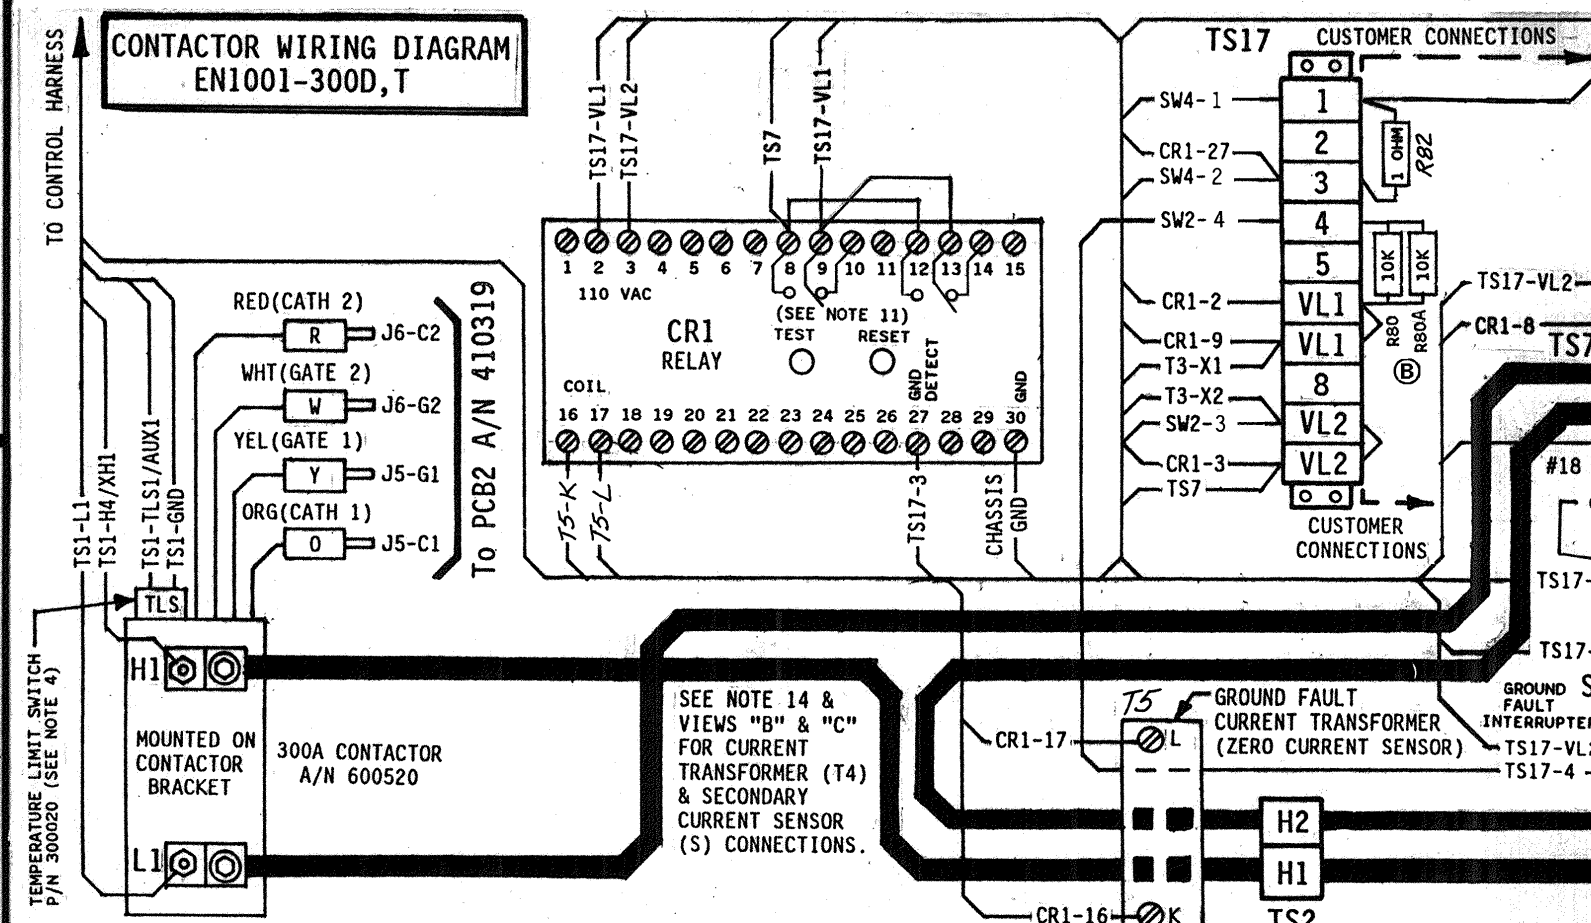 CONTACTOR WIRING DIAGRAM
EN1001-300D,T
TO CONTROL HARNESS
TS17-VL1
TS17-VL2
TS7
TS17-VL1
TS17
CUSTOMER CONNECTIONS
SW4-1
CR1-27
SW4-2
SW2-4
CR1-2
CR1-9
T3-X1
T3-X2
SW2-3
CR1-3
TS7
1
2
3
4
5
VL1
VL1
8
VL2
VL2
1 OHM
R82
10K
10K
R80
R80A
B
CUSTOMER
CONNECTIONS
TS17-VL2
CR1-8
TS7
#18
TS17-
TS17-
1 2 3 4 5 6 7 8 9 10 11 12 13 14 15
110 VAC
(SEE NOTE 11)
TEST
RESET
CR1
RELAY
GND
DETECT
GND
COIL
16 17 18 19 20 21 22 23 24 25 26 27 28 29 30
T5-K
T5-L
TS17-3
CHASSIS
GND
RED(CATH 2)
R
J6-C2
WHT(GATE 2)
W
J6-G2
YEL(GATE 1)
Y
J5-G1
ORG(CATH 1)
O
J5-C1
To PCB2 A/N 410319
TS1-L1
TS1-H4/XH1
TS1-TLS1/AUX1
TS1-GND
TLS
TEMPERATURE LIMIT SWITCH
P/N 300020 (SEE NOTE 4)
H1
MOUNTED ON
CONTACTOR
BRACKET
L1
300A CONTACTOR
A/N 600520
SEE NOTE 14 &
VIEWS "B" & "C"
FOR CURRENT
TRANSFORMER (T4)
& SECONDARY
CURRENT SENSOR
(S) CONNECTIONS.
T5
GROUND FAULT
CURRENT TRANSFORMER
(ZERO CURRENT SENSOR)
L
CR1-17
GROUND
FAULT
INTERRUPTER
TS17-VL2
TS17-4
H2
H1
TS2
CR1-16
K